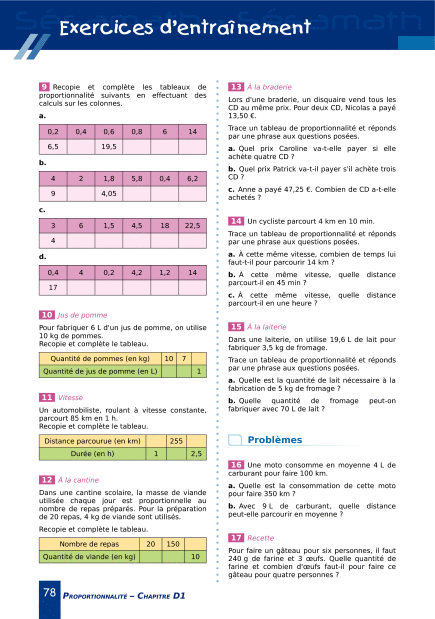 Exercices d'entraînement
9 Recopie et complète les tableaux de
proportionnalité suivants en effectuant des
calculs sur les colonnes.
a.
0,2 0,4 0,6 0,8 6 14
6,5 19,5
b.
4 2 1,8 5,8 0,4 6,2
9 4,05
c.
3 6 1,5 4,5 18 22,5
4
d.
0,4 4 0,2 4,2 1,2 14
17
10 Jus de pomme
Pour fabriquer 6 L d'un jus de pomme, on utilise
10 kg de pommes.
Recopie et complète le tableau.
Quantité de pommes (en kg) 10 7
Quantité de jus de pomme (en L) 1
11 Vitesse
Un automobiliste, roulant à vitesse constante,
parcourt 85 km en 1 h.
Recopie et complète le tableau.
Distance parcourue (en km) 255
Durée (en h) 1 2,5
12 À la cantine
Dans une cantine scolaire, la masse de viande
utilisée chaque jour est proportionnelle au
nombre de repas préparés. Pour la préparation
de 20 repas, 4 kg de viande sont utilisés.
Recopie et complète le tableau.
Nombre de repas 20 150
Quantité de viande (en kg) 10
13 À la braderie
Lors d'une braderie, un disquaire vend tous les
CD au même prix. Pour deux CD, Nicolas a payé
13,50 €.
Trace un tableau de proportionnalité et réponds
par une phrase aux questions posées.
a. Quel prix Caroline va-t-elle payer si elle
achète quatre CD ?
b. Quel prix Patrick va-t-il payer s'il achète trois
CD ?
c. Anne a payé 47,25 €. Combien de CD a-t-elle
achetés ?
14 Un cycliste parcourt 4 km en 10 min.
Trace un tableau de proportionnalité et réponds
par une phrase aux questions posées.
a. À cette même vitesse, combien de temps lui
faut-t-il pour parcourir 14 km ?
b. À cette même vitesse, quelle distance
parcourt-il en 45 min ?
c. À cette même vitesse, quelle distance
parcourt-il en une heure ?
15 À la laiterie
Dans une laiterie, on utilise 19,6 L de lait pour
fabriquer 3,5 kg de fromage.
Trace un tableau de proportionnalité et réponds
par une phrase aux questions posées.
a. Quelle est la quantité de lait nécessaire à la
fabrication de 5 kg de fromage ?
b. Quelle quantité de fromage peut-on
fabriquer avec 70 L de lait ?
Problèmes
16 Une moto consomme en moyenne 4 L de
carburant pour faire 100 km.
a. Quelle est la consommation de cette moto
pour faire 350 km ?
b. Avec 9 L de carburant, quelle distance
peut-elle parcourir en moyenne ?
17 Recette
Pour faire un gâteau pour six personnes, il faut
240 g de farine et 3 œufs. Quelle quantité de
farine et combien d'œufs faut-il pour faire ce
gâteau pour quatre personnes ?
78 PROPORTIONNALITÉ – CHAPITRE D1